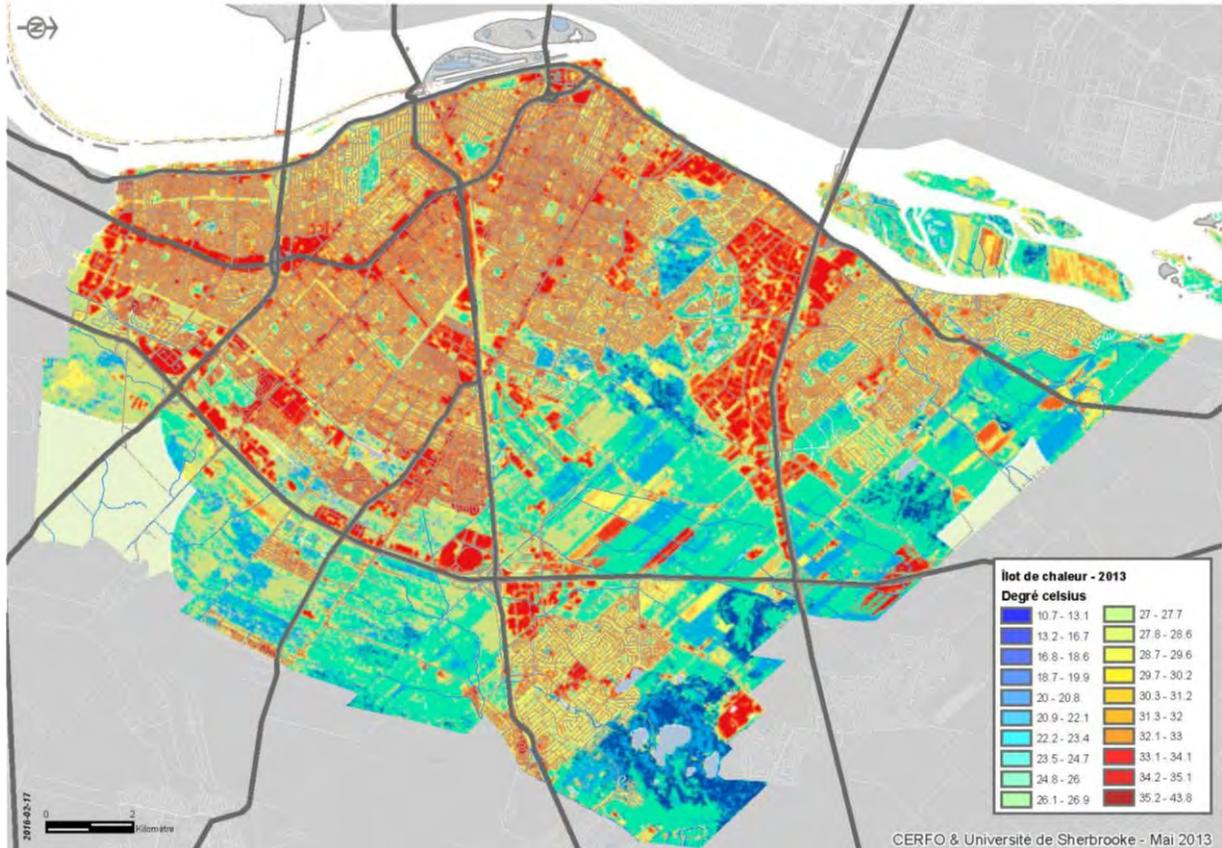 N
Îlot de chaleur - 2013
Degré celsius
10.7 - 13.1
13.2 - 16.7
16.8 - 18.6
18.7 - 19.9
20 - 20.8
20.9 - 22.1
22.2 - 23.4
23.5 - 24.7
24.8 - 26
26.1 - 26.9
27 - 27.7
27.8 - 28.6
28.7 - 29.6
29.7 - 30.2
30.3 - 31.2
31.3 - 32
32.1 - 33
33.1 - 34.1
34.2 - 35.1
35.2 - 43.8
2016-02-17
0 2
Kilomètre
CERFO & Université de Sherbrooke - Mai 2013